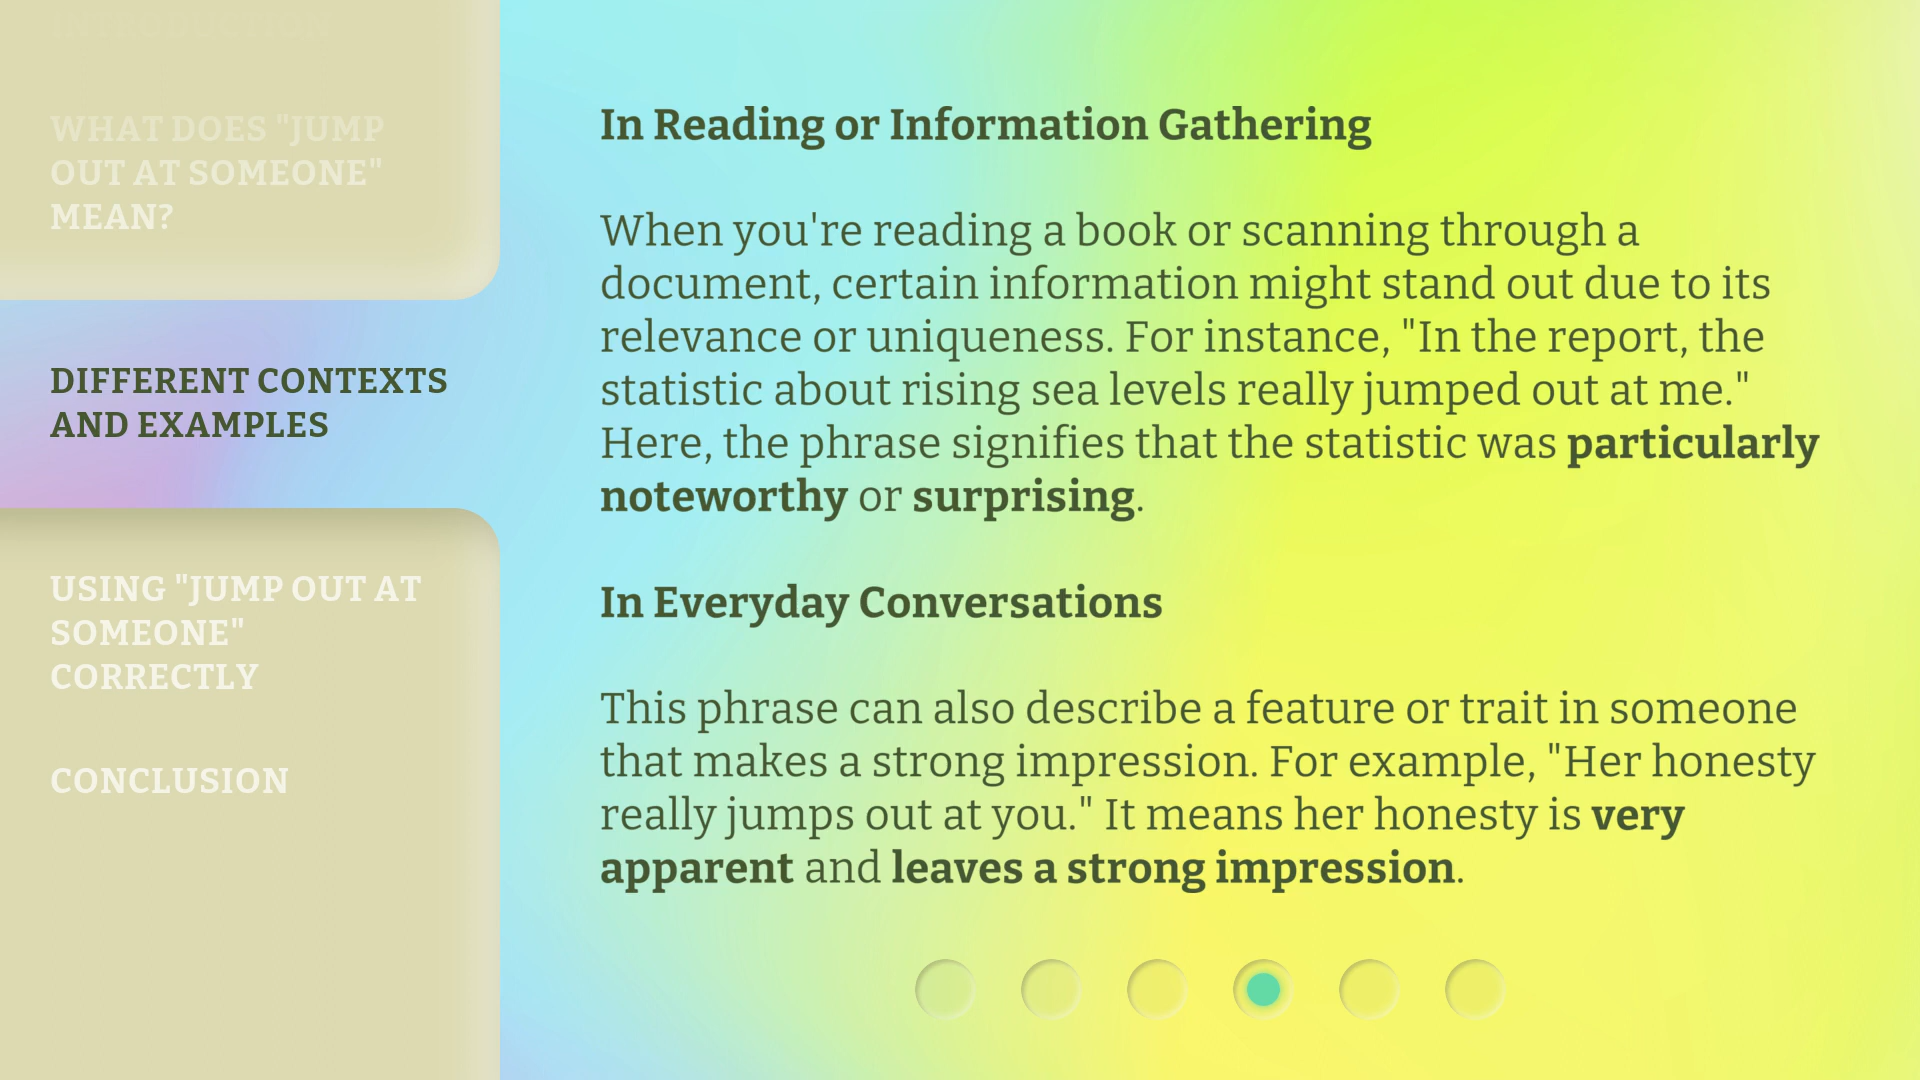 INTRODUCTION
WHAT DOES "JUMP
OUT AT SOMEONE"
MEAN?
DIFFERENT CONTEXTS
AND EXAMPLES
USING "JUMP OUT AT
SOMEONE"
CORRECTLY
CONCLUSION
In Reading or Information Gathering
When you're reading a book or scanning through a
document, certain information might stand out due to its
relevance or uniqueness. For instance, "In the report, the
statistic about rising sea levels really jumped out at me."
Here, the phrase signifies that the statistic was particularly
noteworthy or surprising.
In Everyday Conversations
This phrase can also describe a feature or trait in someone
that makes a strong impression. For example, "Her honesty
really jumps out at you." It means her honesty is very
apparent and leaves a strong impression.